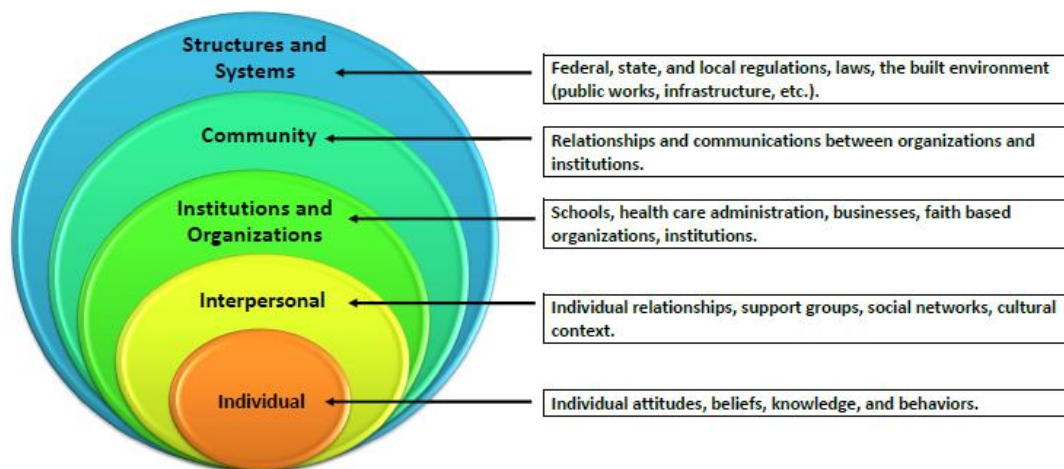 Structures and
Systems
Federal, state, and local regulations, laws, the built environment
(public works, infrastructure, etc.).
Community
Relationships and communications between organizations and
institutions.
Institutions and
Organizations
Schools, health care administration, businesses, faith based
organizations, institutions.
Interpersonal
Individual relationships, support groups, social networks, cultural
context.
Individual
Individual attitudes, beliefs, knowledge, and behaviors.